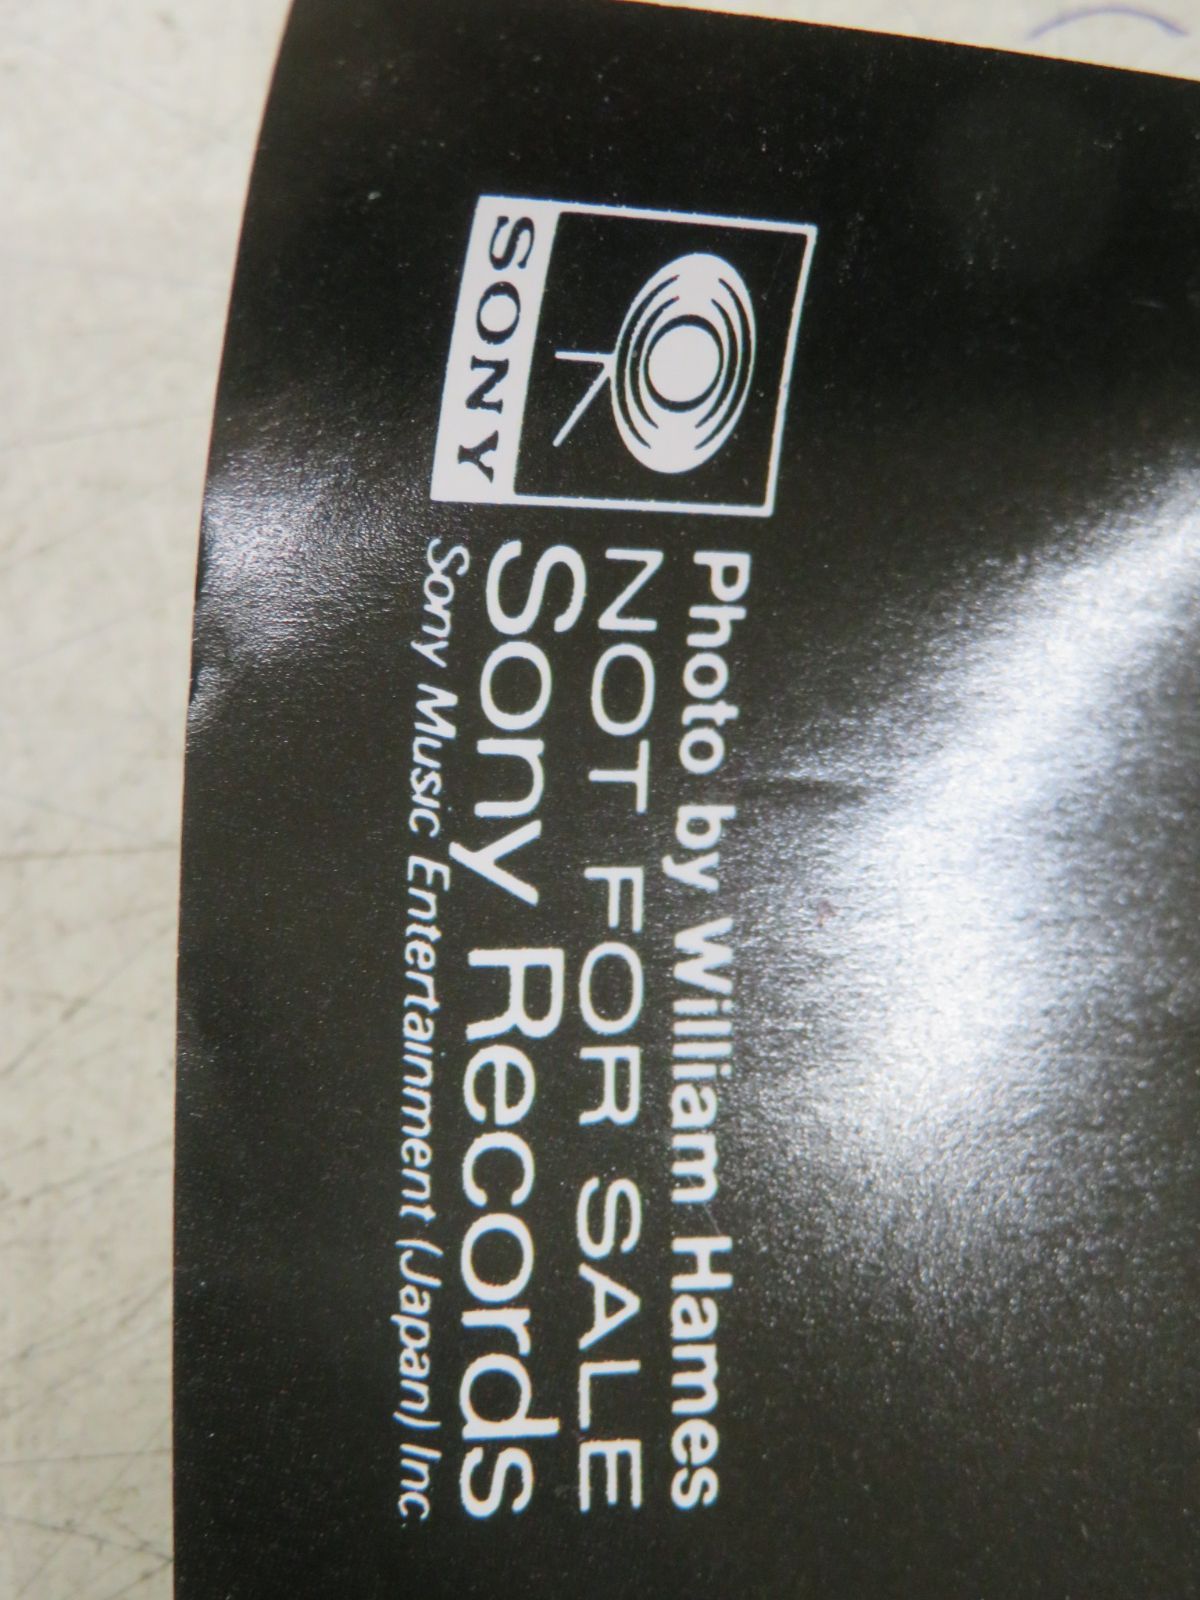 SONY
Photo by William Hames
NOT FOR SALE
Sony Records
Sony Music Entertainment (Japan) Inc.